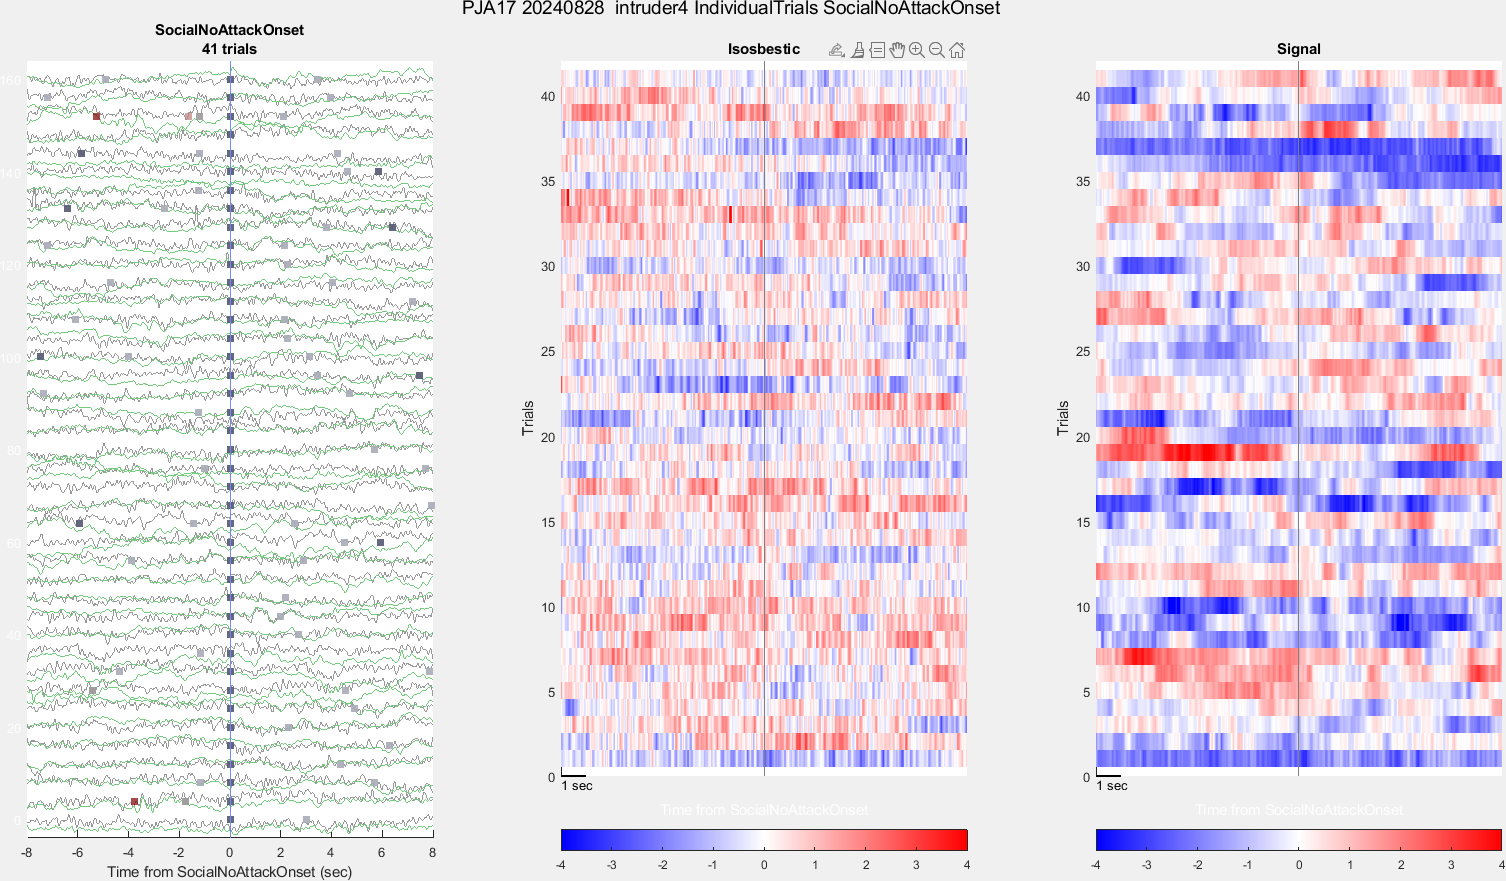 PJA17 20240828  intruder4 IndividualTrials SocialNoAttackOnset
SocialNoAttackOnset
41 trials
160
140
120
100
80
60
40
20
0
-8 -6 -4 -2 0 2 4 6 8
Time from SocialNoAttackOnset (sec)
Isosbestic
Trials
40
35
30
25
20
15
10
5
0
1 sec
Time from SocialNoAttackOnset
-4 -3 -2 -1 0 1 2 3 4
Signal
Trials
40
35
30
25
20
15
10
5
0
1 sec
Time from SocialNoAttackOnset
-4 -3 -2 -1 0 1 2 3 4